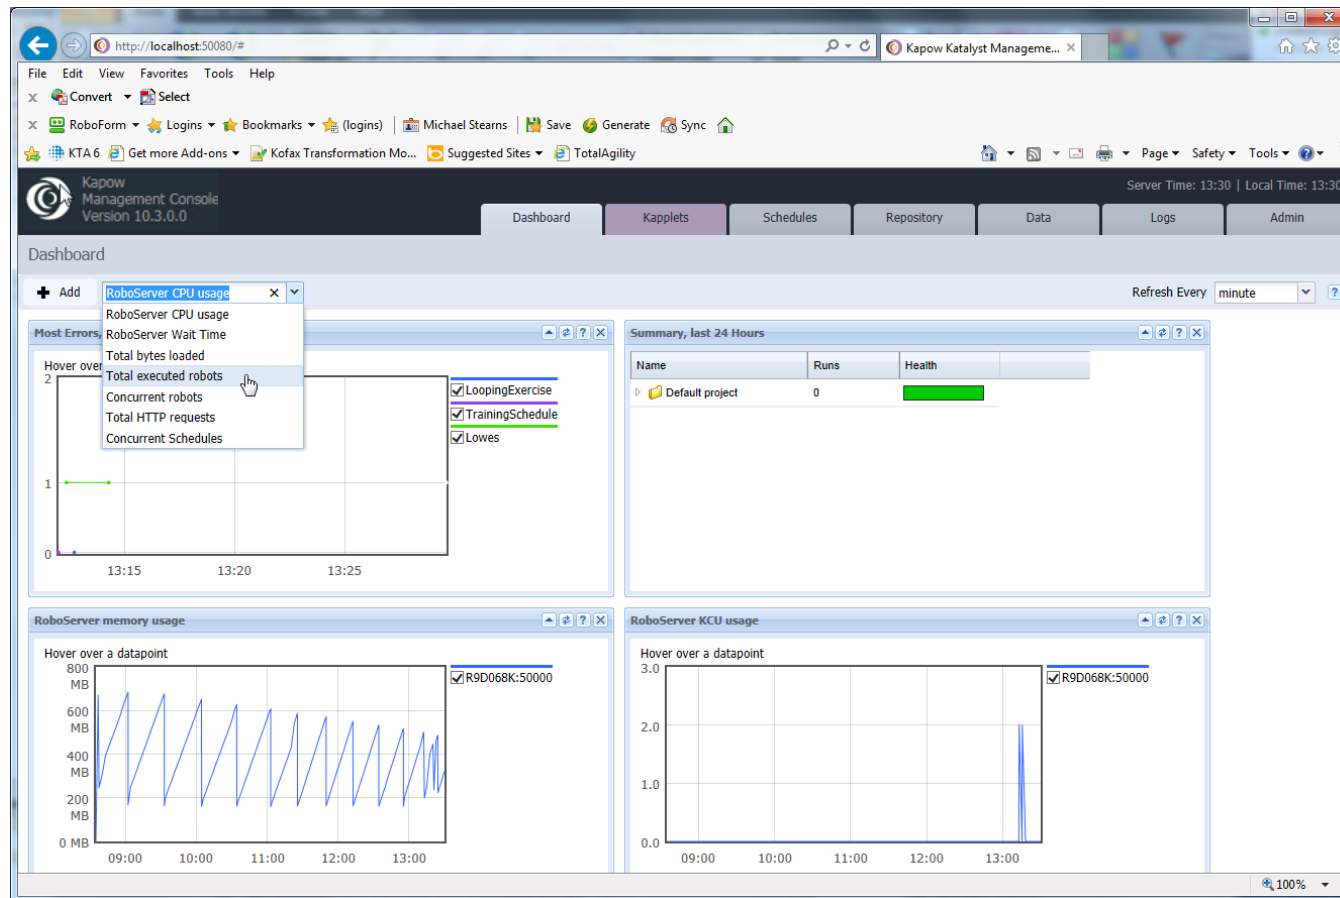 http://localhost:50080/#
Kapow Katalyst Manageme...
File Edit View Favorites Tools Help
x Convert Select
x RoboForm Logins Bookmarks (logins) Michael Stearns Save Generate Sync
KTA 6 Get more Add-ons Kofax Transformation Mo... Suggested Sites TotalAgility Page Safety Tools
Kapow
Management Console
Version 10.3.0.0
Server Time: 13:30 | Local Time: 13:30
Dashboard Kapplets Schedules Repository Data Logs Admin
Dashboard
Add RoboServer CPU usage Refresh Every minute
RoboServer CPU usage
RoboServer Wait Time
Total bytes loaded
Total executed robots
Concurrent robots
Total HTTP requests
Concurrent Schedules
Most Errors,
Hover over
2
1
0
13:15 13:20 13:25
LoopingExercise
TrainingSchedule
Lowes
Summary, last 24 Hours
Name Runs Health
Default project 0
RoboServer memory usage
Hover over a datapoint
800
MB
600
MB
400
MB
200
MB
0 MB
09:00 10:00 11:00 12:00 13:00
R9D068K:50000
RoboServer KCU usage
Hover over a datapoint
3.0
2.0
1.0
0.0
09:00 10:00 11:00 12:00 13:00
R9D068K:50000
100%